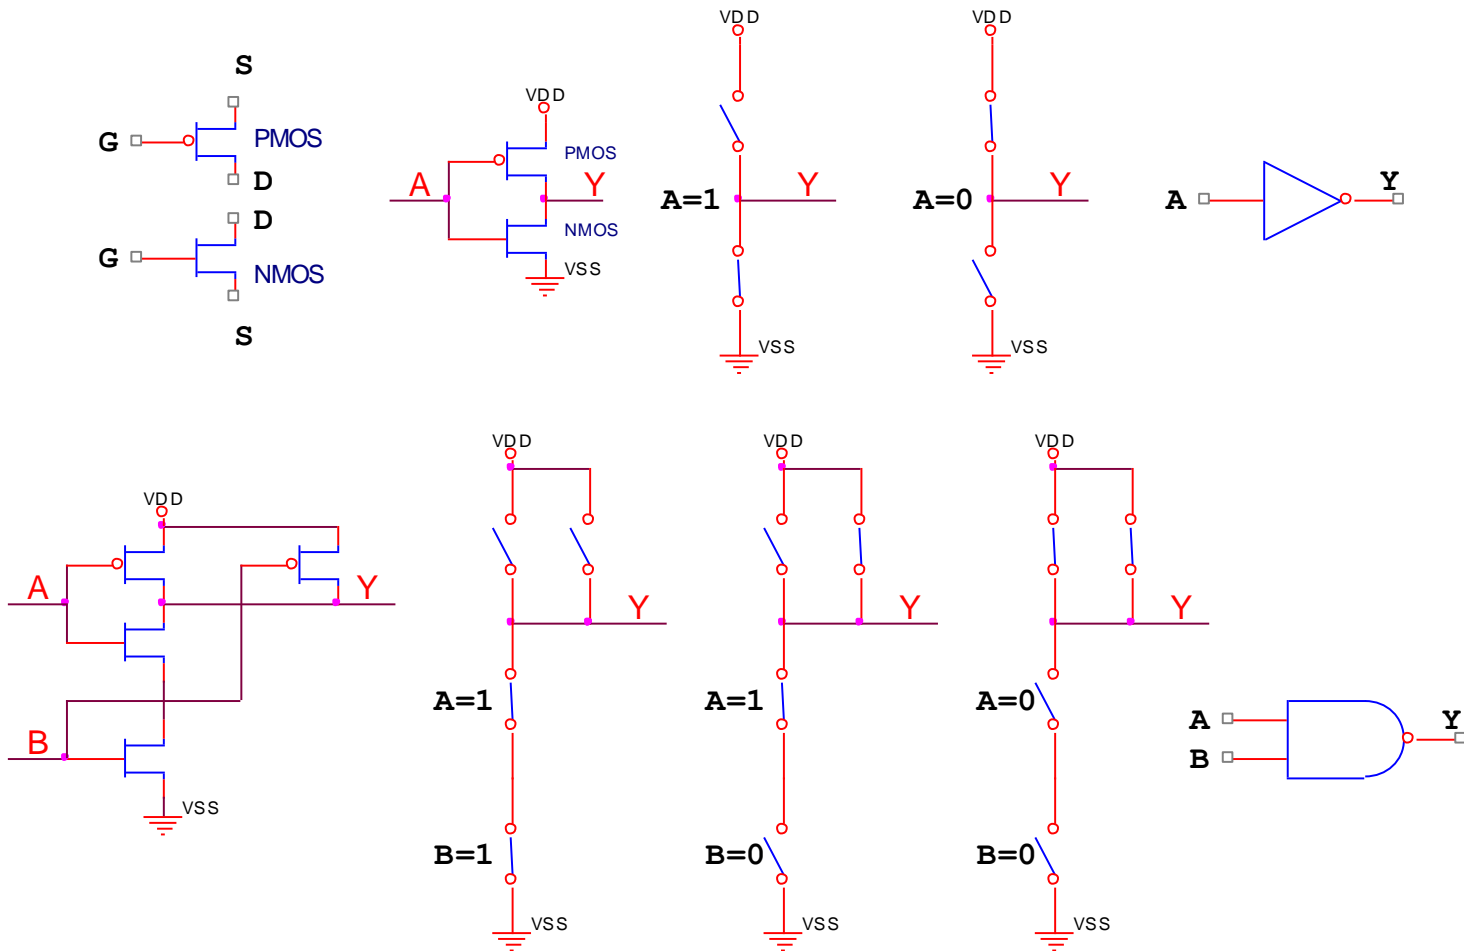 S
G
PMOS
D
D
G
NMOS
S
VDD
PMOS
A
Y
NMOS
VSS
VDD
A=1
Y
VSS
VDD
A=0
Y
VSS
A
Y
VDD
A
Y
B
VSS
VDD
Y
A=1
B=1
VSS
VDD
Y
A=1
B=0
VSS
VDD
Y
A=0
B=0
VSS
A
B
Y